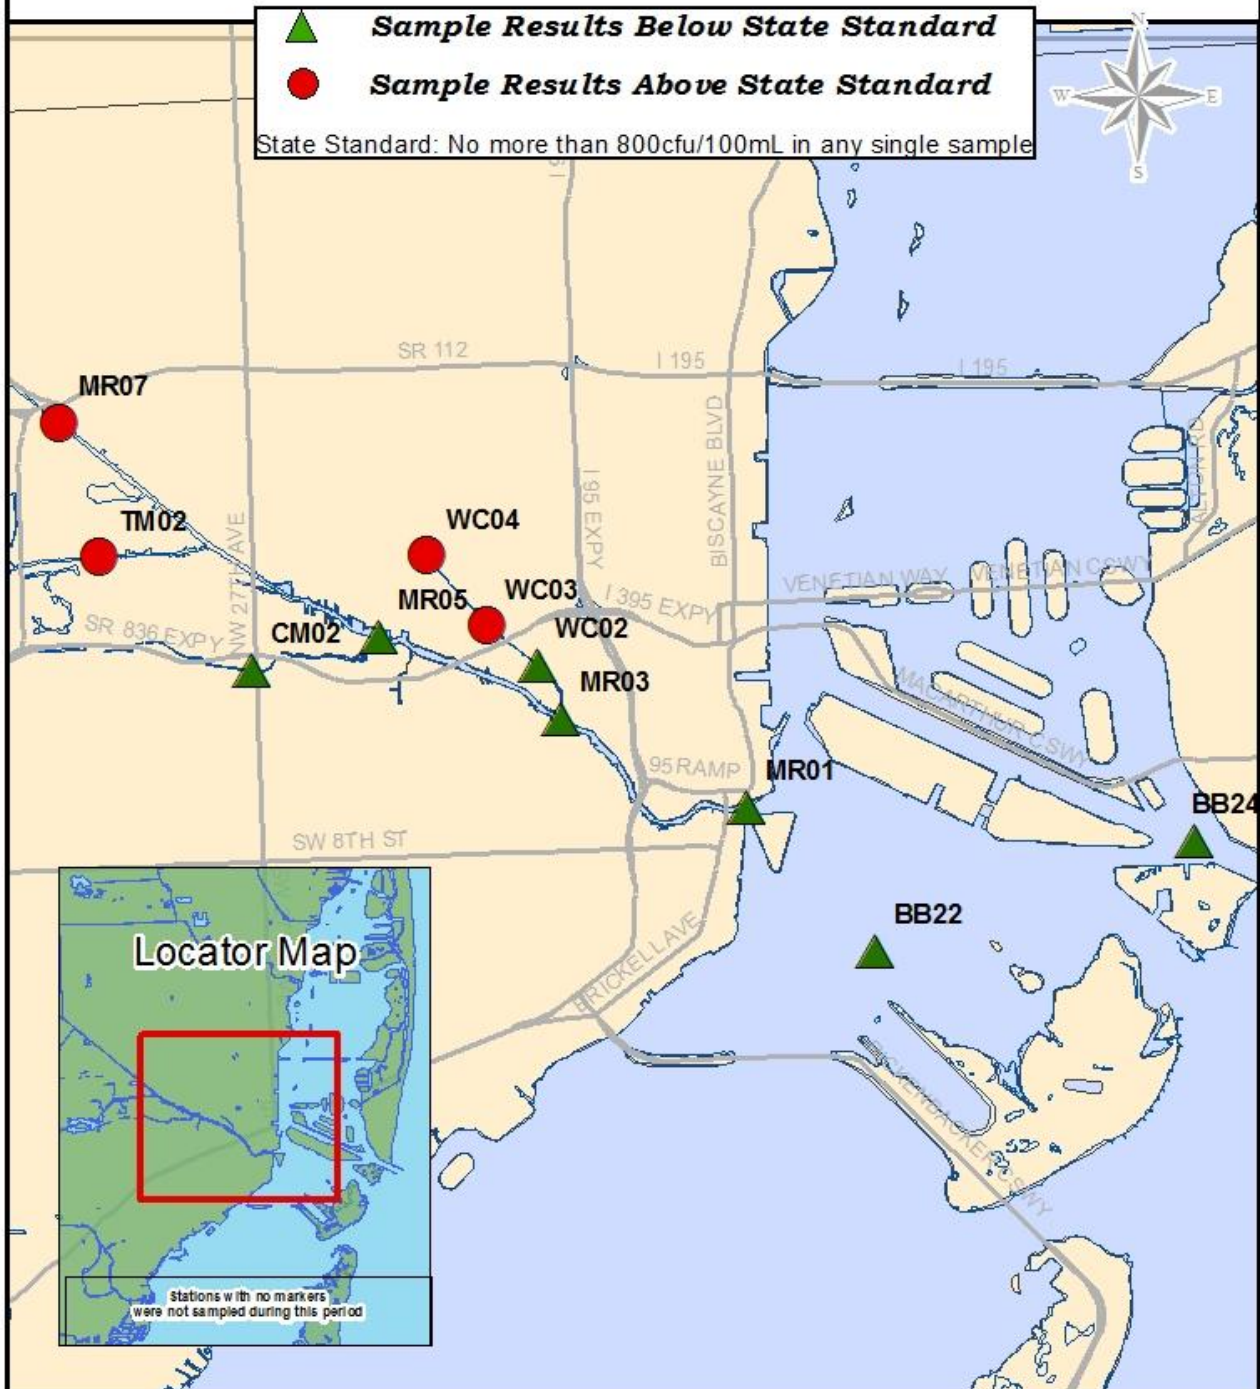 Sample Results Below State Standard
Sample Results Above State Standard
State Standard: No more than 800cfu/100mL in any single sample
N
W
E
S
SR 112
I 195
I 195
MR07
BISCAYNE BLVD
ALTON RD
I 95 EXPY
TM02
NW 27TH AVE
WC04
VENETIAN WAY
VENETIAN CSWY
MR05
WC03
I 395 EXPY
SR 836 EXPY
CM02
WC02
MR03
MACARTHUR CSWY
95 RAMP
MR01
BB24
SW 8TH ST
BB22
BRICKELL AVE
Locator Map
RICKENBACKER CSWY
Stations with no markers
were not sampled during this period